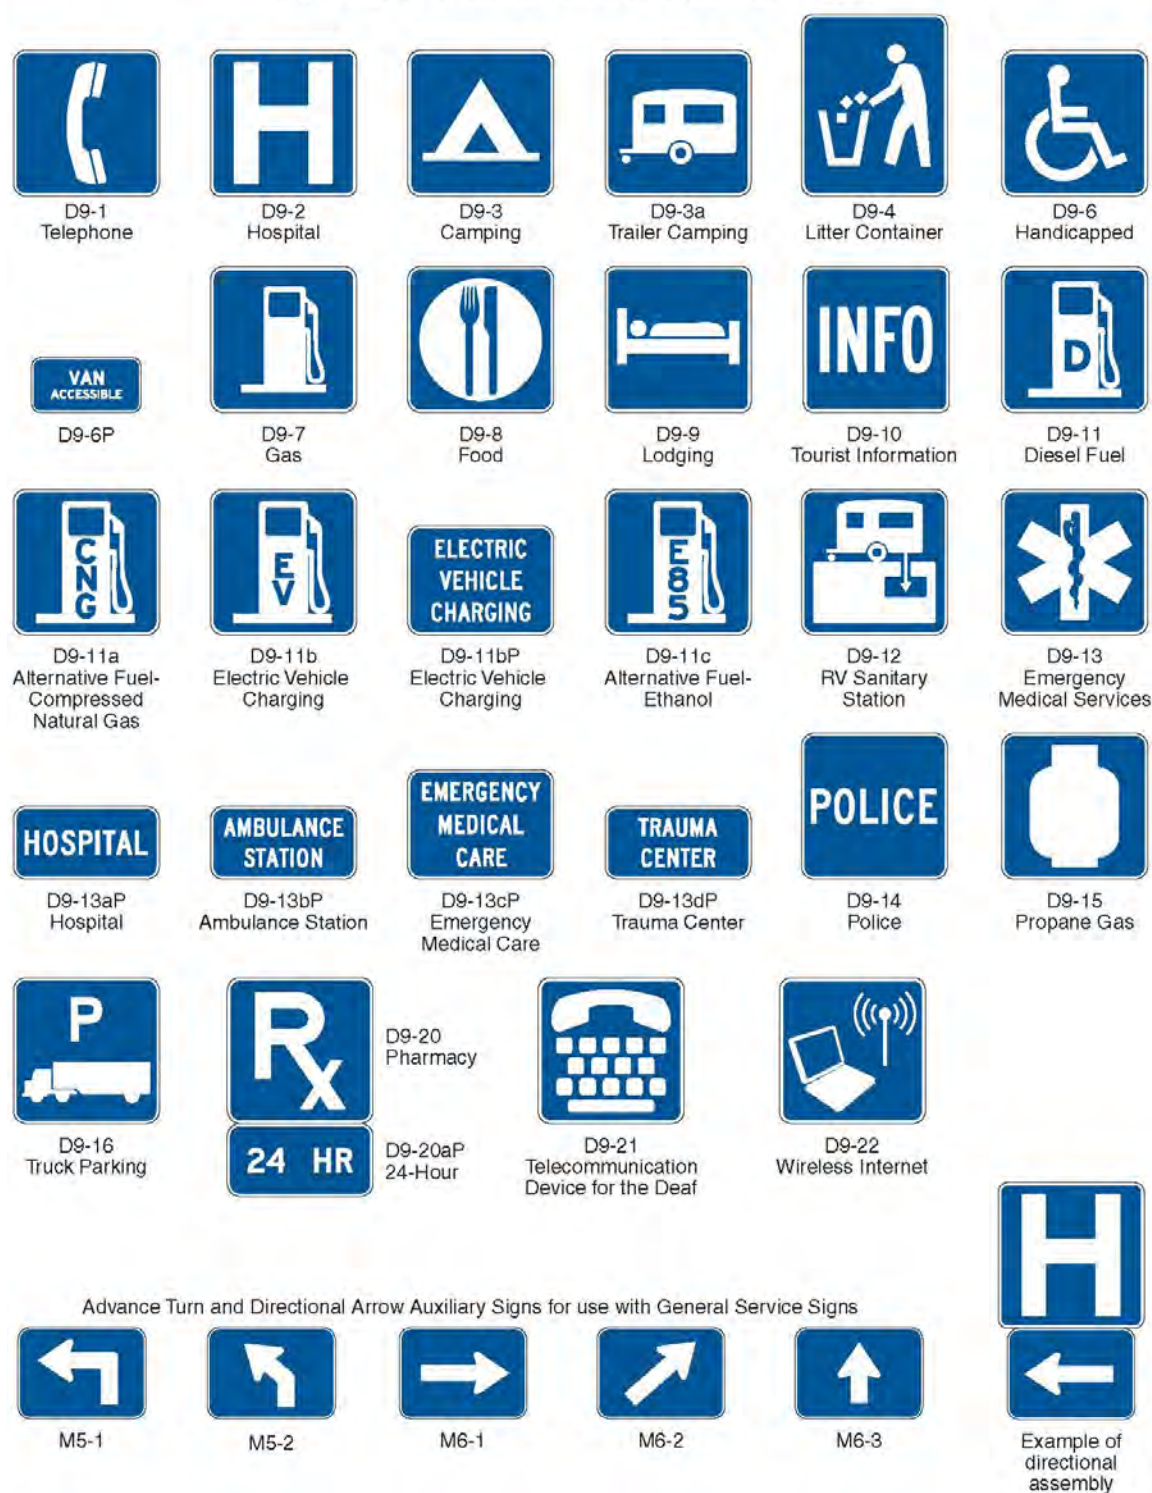 H
D9-1
Telephone
D9-2
Hospital
D9-3
Camping
D9-3a
Trailer Camping
D9-4
Litter Container
D9-6
Handicapped
VAN
ACCESSIBLE
D9-6P
D9-7
Gas
D9-8
Food
D9-9
Lodging
INFO
D9-10
Tourist Information
D
D9-11
Diesel Fuel
CNG
D9-11a
Alternative Fuel-
Compressed
Natural Gas
EV
D9-11b
Electric Vehicle
Charging
ELECTRIC
VEHICLE
CHARGING
D9-11bP
Electric Vehicle
Charging
E85
D9-11c
Alternative Fuel-
Ethanol
D9-12
RV Sanitary
Station
D9-13
Emergency
Medical Services
HOSPITAL
D9-13aP
Hospital
AMBULANCE
STATION
D9-13bP
Ambulance Station
EMERGENCY
MEDICAL
CARE
D9-13cP
Emergency
Medical Care
TRAUMA
CENTER
D9-13dP
Trauma Center
POLICE
D9-14
Police
D9-15
Propane Gas
P
D9-16
Truck Parking
Rx
D9-20
Pharmacy
24 HR
D9-20aP
24-Hour
D9-21
Telecommunication
Device for the Deaf
D9-22
Wireless Internet
Advance Turn and Directional Arrow Auxiliary Signs for use with General Service Signs
M5-1
M5-2
M6-1
M6-2
M6-3
H
Example of
directional
assembly